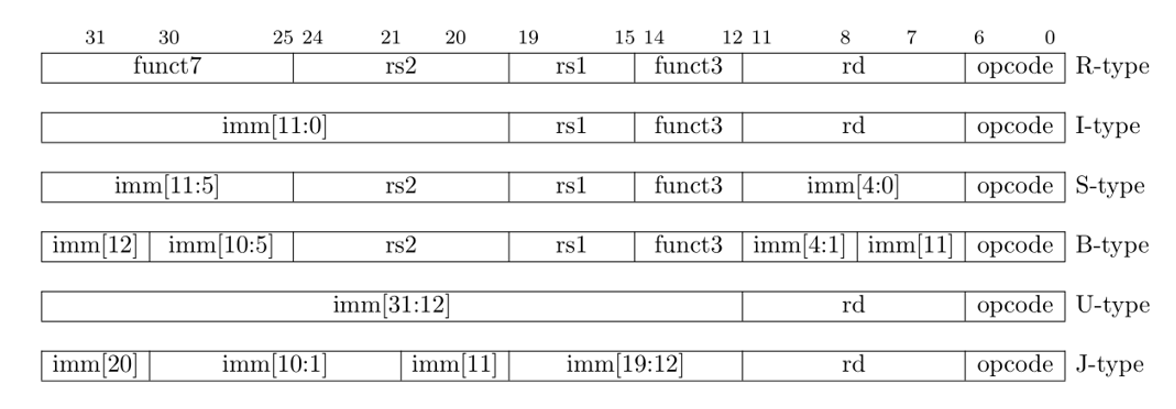 31 30 25 24 21 20 19 15 14 12 11 8 7 6 0
funct7 rs2 rs1 funct3 rd opcode R-type
imm[11:0] rs1 funct3 rd opcode I-type
imm[11:5] rs2 rs1 funct3 imm[4:0] opcode S-type
imm[12] imm[10:5] rs2 rs1 funct3 imm[4:1] imm[11] opcode B-type
imm[31:12] rd opcode U-type
imm[20] imm[10:1] imm[11] imm[19:12] rd opcode J-type